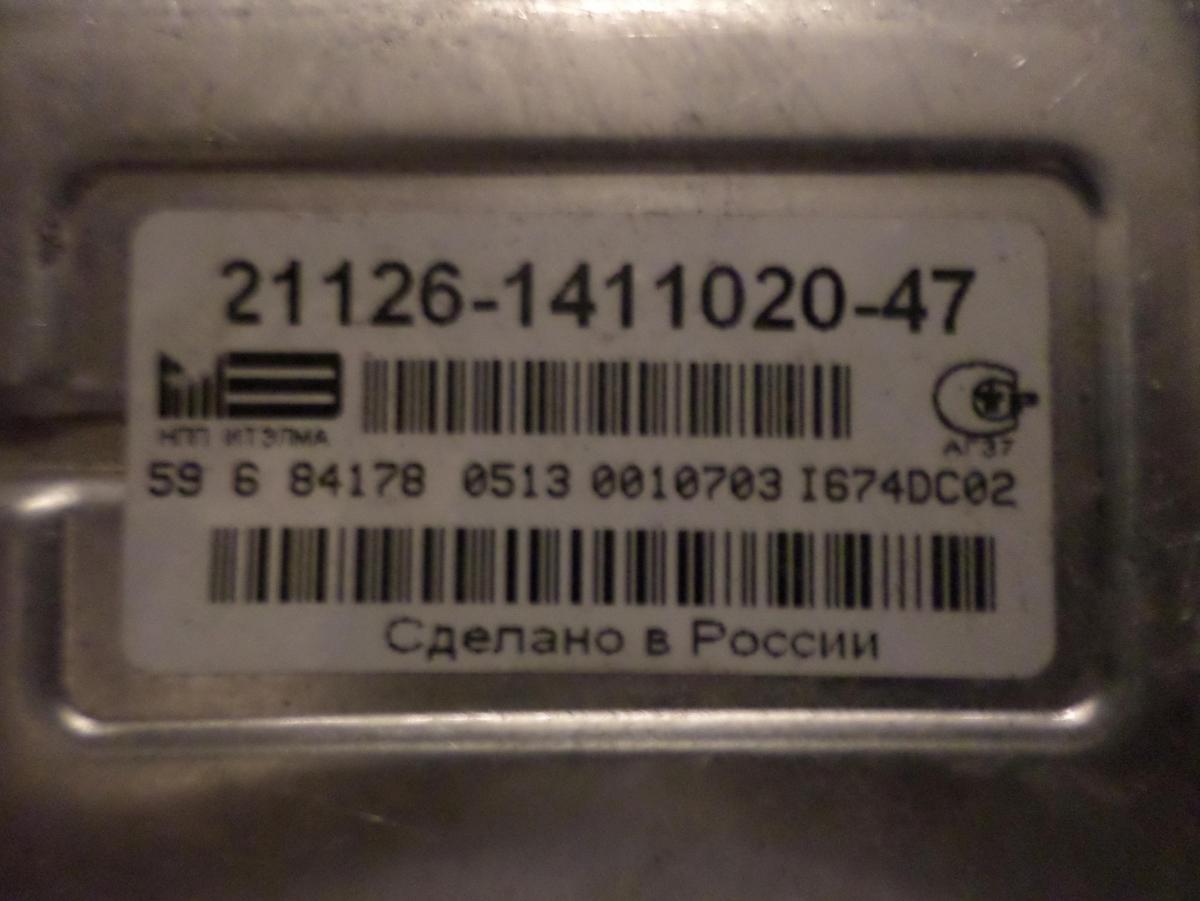 21126-1411020-47
НПП ИТЭЛМА
АГ37
59 6 84178 0513 0010703 I674DC02
Сделано в России